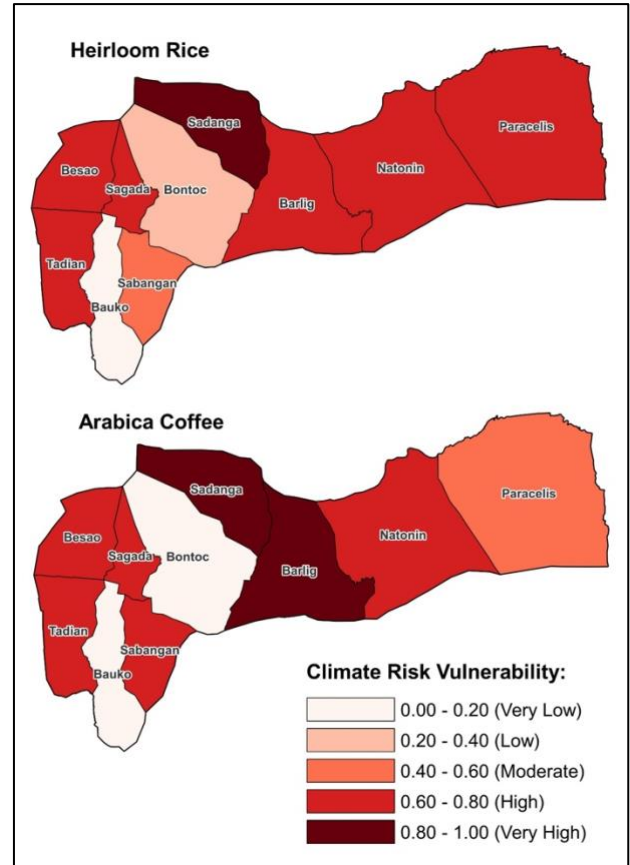 Heirloom Rice
Sadanga
Paracelis
Besao
Natonin
Sagada
Bontoc
Barlig
Tadian
Sabangan
Bauko
Arabica Coffee
Sadanga
Paracelis
Besao
Natonin
Sagada
Bontoc
Barlig
Tadian
Sabangan
Bauko
Climate Risk Vulnerability:
0.00 - 0.20 (Very Low)
0.20 - 0.40 (Low)
0.40 - 0.60 (Moderate)
0.60 - 0.80 (High)
0.80 - 1.00 (Very High)